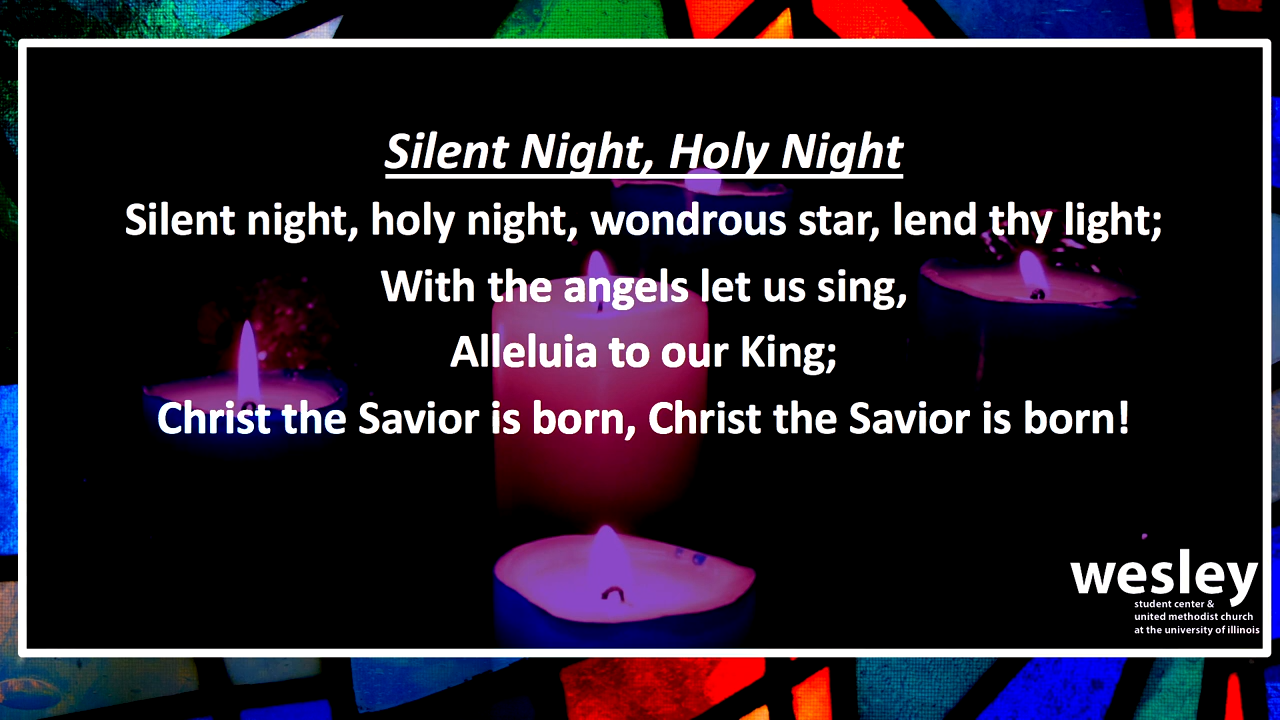 Silent Night, Holy Night
Silent night, holy night, wondrous star, lend thy light;
With the angels let us sing,
Alleluia to our King;
Christ the Savior is born, Christ the Savior is born!
wesley
student center &
united methodist church
at the university of illinois